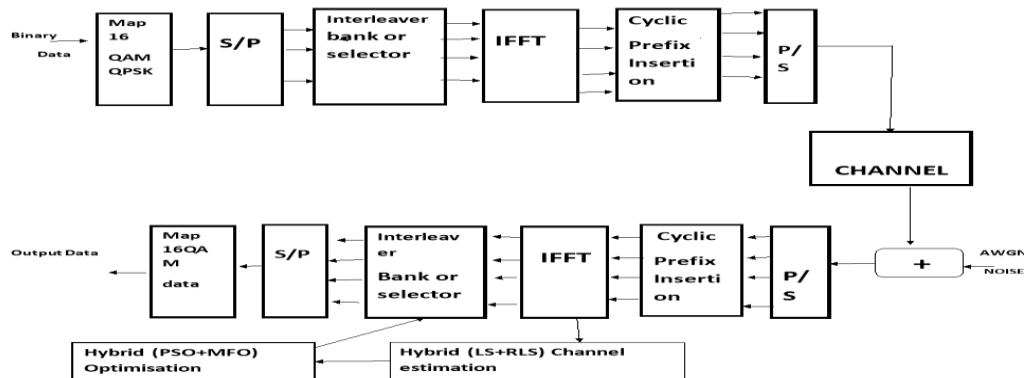 Binary
Data
Map
16
QAM
QPSK
S/P
Interleaver
bank or
selector
IFFT
Cyclic
Prefix
Inserti
on
P/
S
CHANNEL
AWGN
NOISE
+
P/
S
Cyclic
Prefix
Inserti
on
IFFT
Interleav
er
Bank or
selector
S/P
Map
16QA
M
data
Output Data
Hybrid (PSO+MFO)
Optimisation
Hybrid (LS+RLS) Channel
estimation